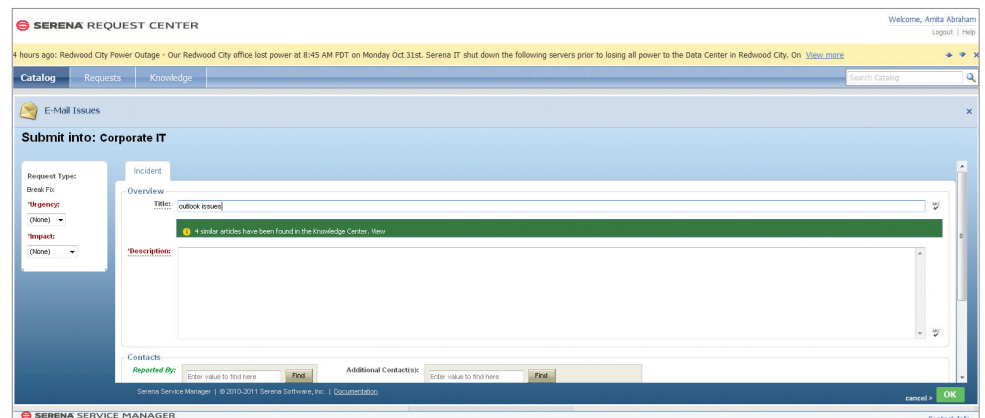 SERENA REQUEST CENTER
Welcome, Amita Abraham
Logout | Help
4 hours ago: Redwood City Power Outage - Our Redwood City office lost power at 8:45 AM PDT on Monday Oct 31st. Serena IT shut down the following servers prior to losing all power to the Data Center in Redwood City. On View more
Catalog Requests Knowledge
Search Catalog
E-Mail Issues
Submit into: Corporate IT
Request Type:
Break Fix
*Urgency:
(None)
*Impact:
(None)
Incident
Overview
Title: outlook issues
4 similar articles have been found in the Knowledge Center. View
*Description:
Contacts
Reported By: Enter value to find here Find Additional Contact(s): Enter value to find here Find
Serena Service Manager | © 2010-2011 Serena Software, Inc. | Documentation
cancel > OK
SERENA SERVICE MANAGER